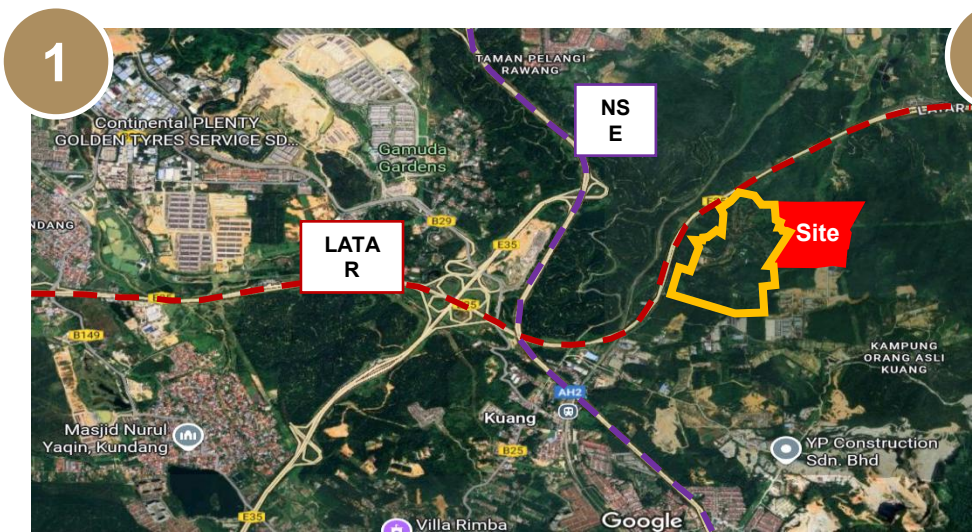 1
TAMAN PELANGI
RAWANG
NS
E
Continental PLENTY
GOLDEN TYRES SERVICE SD...
Gamuda
Gardens
NDANG
B29
LATA
R
E35
Site
B149
KAMPUNG
ORANG ASLI
KUANG
AH2
Kuang
Masjid Nurul
Yaqin, Kundang
B25
YP Construction
Sdn. Bhd
E35
Villa Rimba
Google